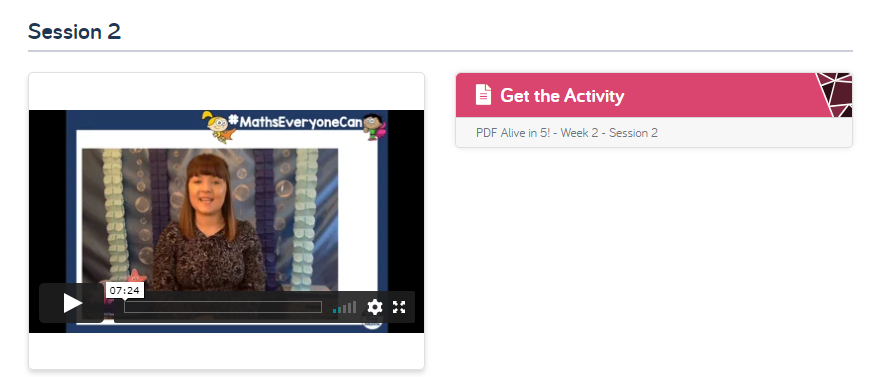 Session 2
#MathsEveryoneCan
07:24
Get the Activity
PDF Alive in 5! - Week 2 - Session 2